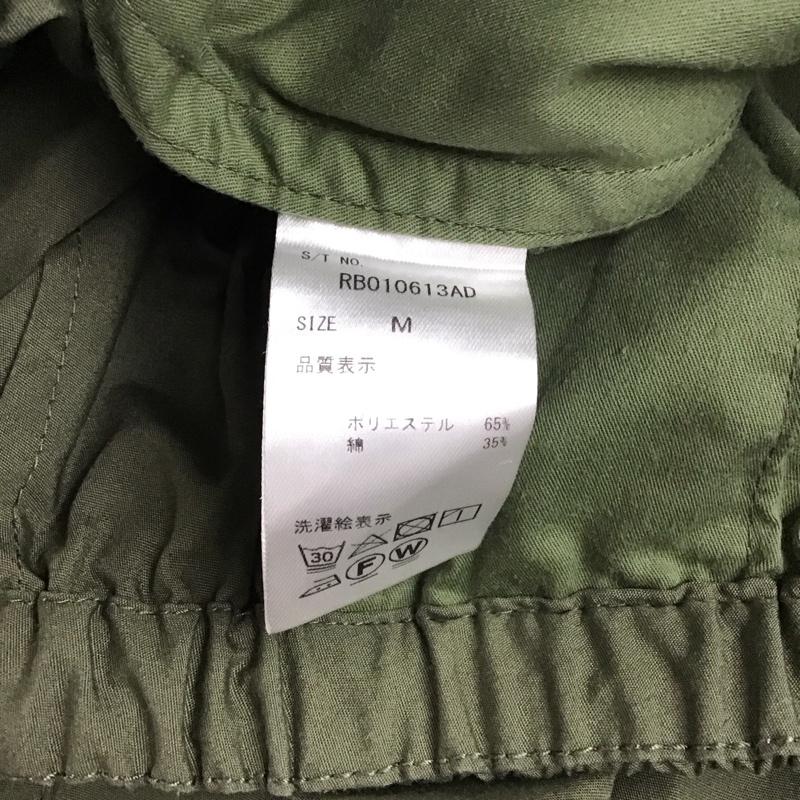 S/T NO.
RB010613AD
SIZE M
品質表示
ポリエステル 65%
綿 35%
洗濯絵表示
30
F W